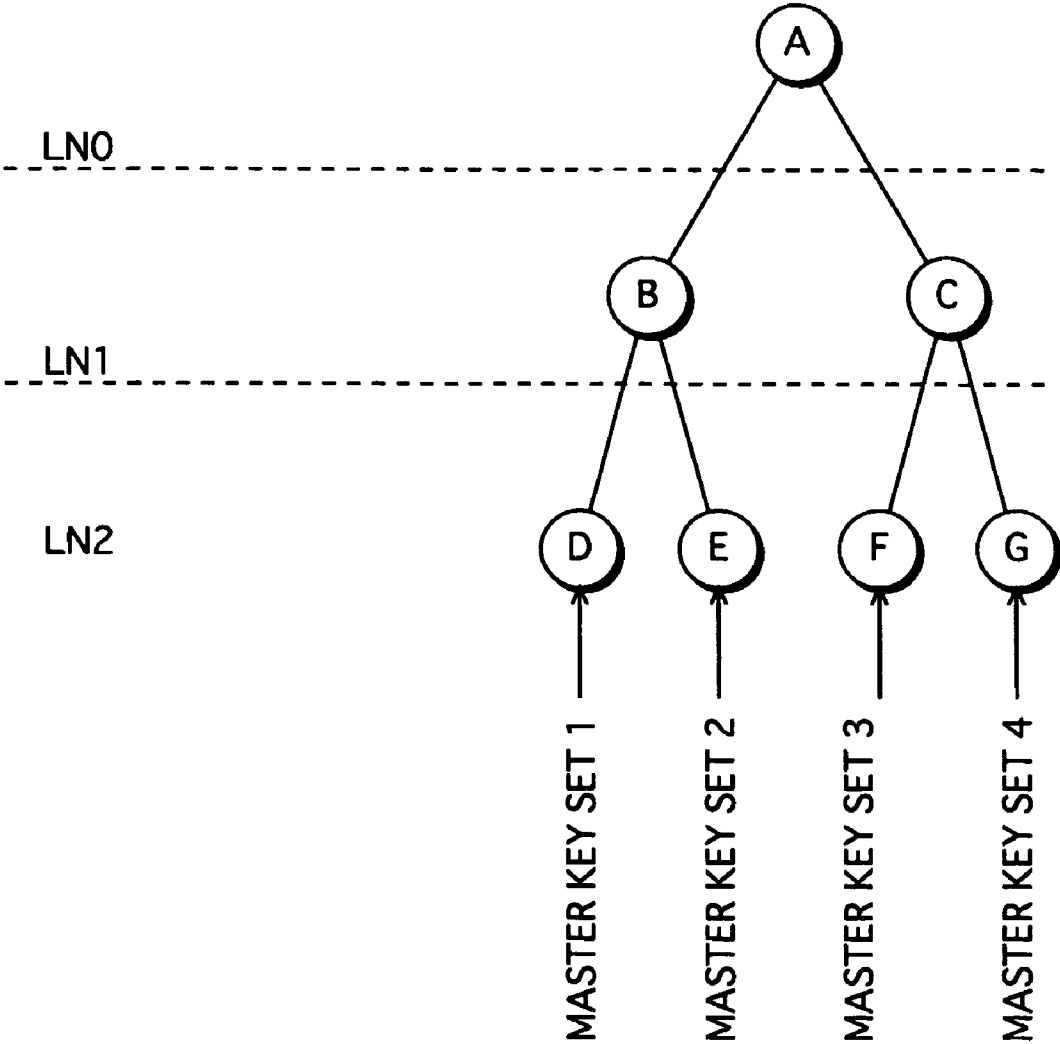 A
LN0
B
C
LN1
LN2
D
E
F
G
MASTER KEY SET 1
MASTER KEY SET 2
MASTER KEY SET 3
MASTER KEY SET 4